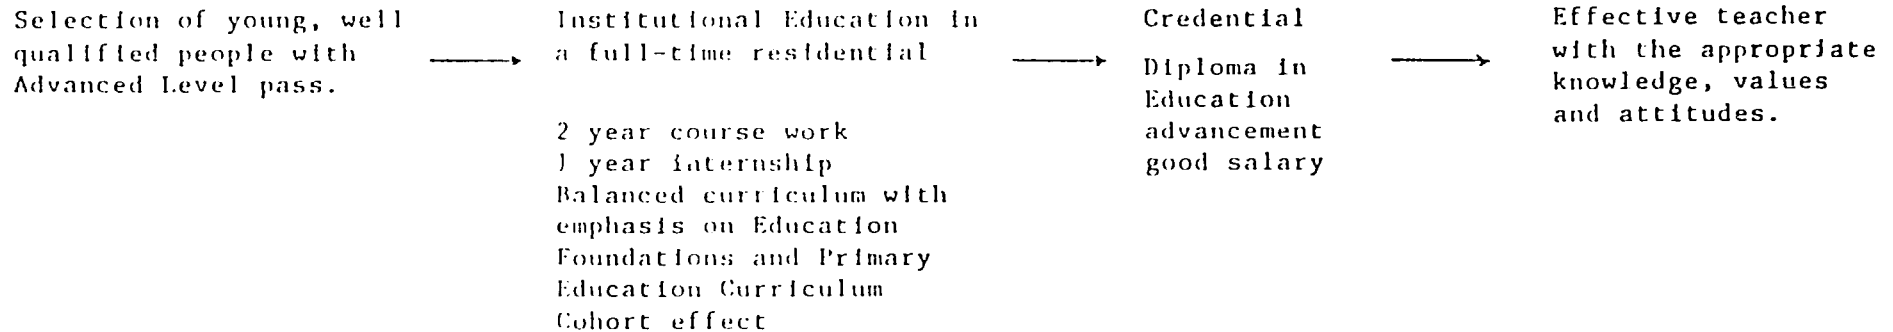 Selection of young, well
qualified people with
Advanced Level pass.
Institutional Education in
a full-time residential
2 year course work
1 year internship
Balanced curriculum with
emphasis on Education
Foundations and Primary
Education Curriculum
Cohort effect
Credential
Diploma in
Education
advancement
good salary
Effective teacher
with the appropriate
knowledge, values
and attitudes.